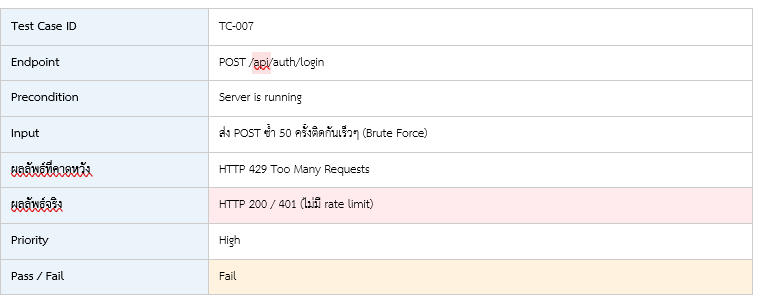 Test Case ID TC-007
Endpoint POST /api/auth/login
Precondition Server is running
Input ส่ง POST ซ้ำ 50 ครั้งติดกันเร็วๆ (Brute Force)
ผลลัพธ์ที่คาดหวัง HTTP 429 Too Many Requests
ผลลัพธ์จริง HTTP 200 / 401 (ไม่มี rate limit)
Priority High
Pass / Fail Fail